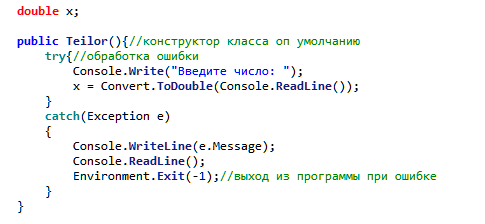 double x;
public Teilor(){//конструктор класса оп умолчанию
try{//обработка ошибки
Console.Write("Введите число: ");
x = Convert.ToDouble(Console.ReadLine());
}
catch(Exception e)
{
Console.WriteLine(e.Message);
Console.ReadLine();
Environment.Exit(-1);//выход из программы при ошибке
}
}